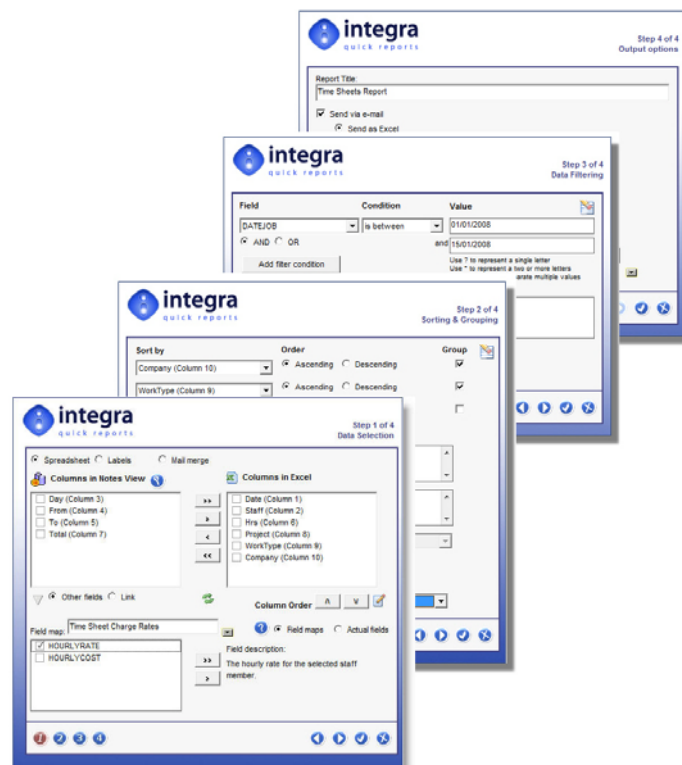 integra
quick reports
Step 4 of 4
Output options
Report Title:
Time Sheets Report
Send via e-mail
Send as Excel
integra
quick reports
Step 3 of 4
Data Filtering
Field Condition Value
DATEJOB is between 01/01/2008
AND OR and 15/01/2008
Add filter condition
Use ? to represent a single letter
Use * to represent a two or more letters
arate multiple values
integra
quick reports
Step 2 of 4
Sorting & Grouping
Sort by Order Group
Company (Column 10) Ascending Descending
WorkType (Column 9) Ascending Descending
integra
quick reports
Step 1 of 4
Data Selection
Spreadsheet Labels Mail merge
Columns in Notes View Columns in Excel
Day (Column 3)
From (Column 4)
To (Column 5)
Total (Column 7)
>>
>
<
<<
Date (Column 1)
Staff (Column 2)
Hrs (Column 6)
Project (Column 8)
WorkType (Column 9)
Company (Column 10)
Other fields Link
Column Order ʌ v
Field map: Time Sheet Charge Rates
Field maps Actual fields
HOURLYRATE
HOURLYCOST
>>
>
Field description:
The hourly rate for the selected staff
member.
1 2 3 4